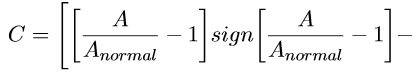 C = [[A/A_normal − 1] sign [A/A_normal − 1] −